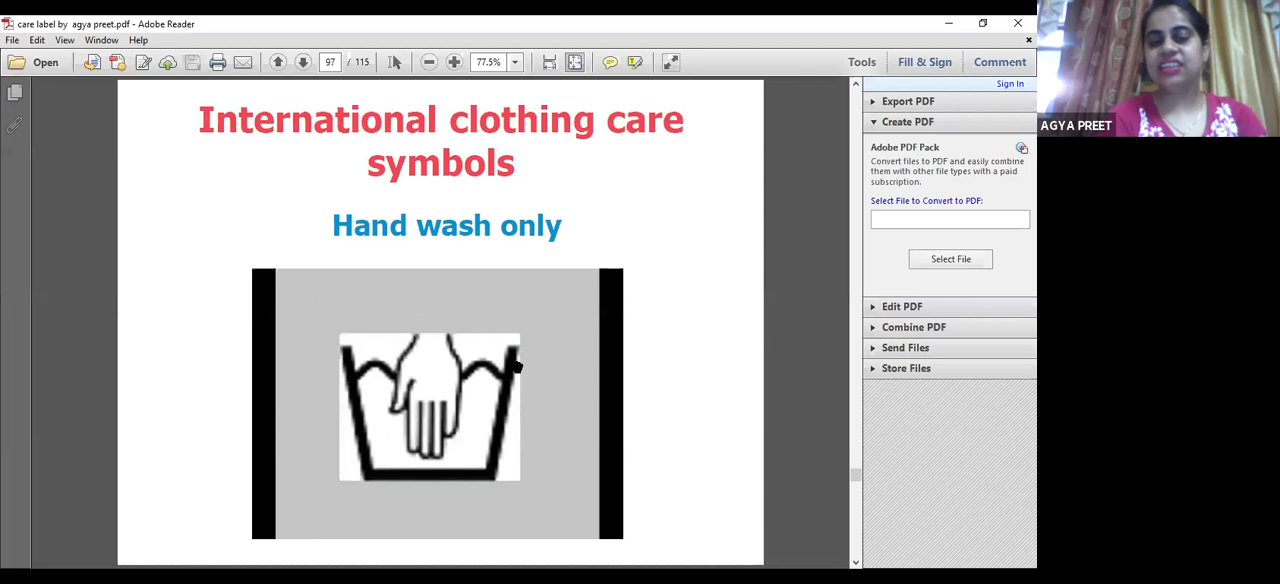 care label by agya preet.pdf - Adobe Reader
File Edit View Window Help
Open 97 / 115 77.5% Tools Fill & Sign Comment
Sign In
Export PDF
Create PDF
Adobe PDF Pack
Convert files to PDF and easily combine
them with other file types with a paid
subscription.
Select File to Convert to PDF:
Select File
Edit PDF
Combine PDF
Send Files
Store Files
International clothing care
symbols
Hand wash only
AGYA PREET